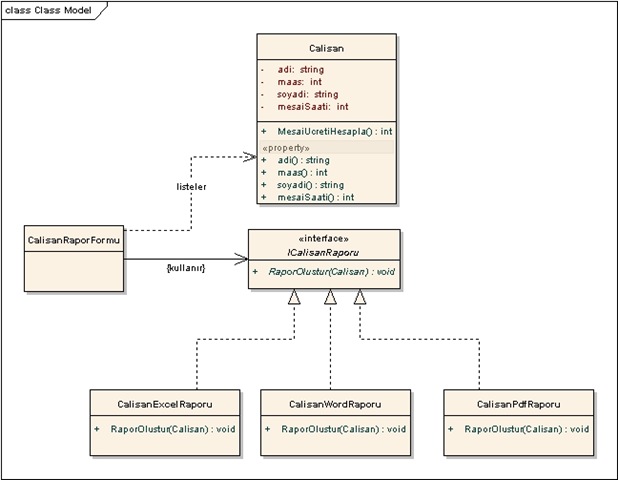 class Class Model
Calisan
- adi: string
- maas: int
- soyadi: string
- mesaiSaati: int
+ MesaiUcretiHesapla() : int
«property»
+ adi() : string
+ maas() : int
+ soyadi() : string
+ mesaiSaati() : int
listeler
CalisanRaporFormu
{kullanır}
«interface»
ICalisanRaporu
+ RaporOlustur(Calisan) : void
CalisanExcelRaporu
+ RaporOlustur(Calisan) : void
CalisanWordRaporu
+ RaporOlustur(Calisan) : void
CalisanPdfRaporu
+ RaporOlustur(Calisan) : void